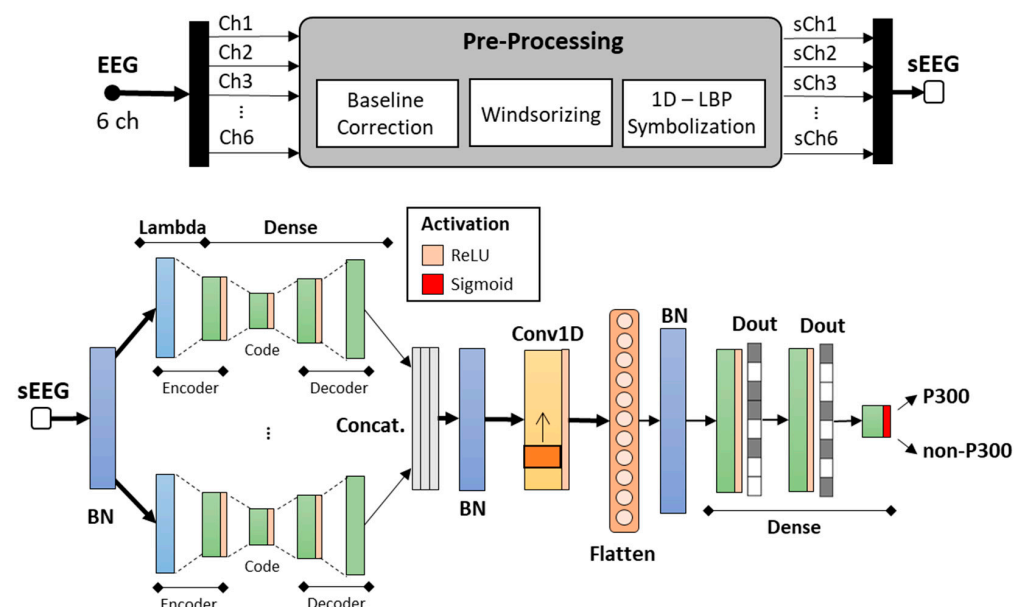 Pre-Processing
EEG
6 ch
Ch1
Ch2
Ch3
...
Ch6
Baseline
Correction
Windsorizing
1D – LBP
Symbolization
sCh1
sCh2
sCh3
...
sCh6
sEEG
Lambda
Dense
Activation
ReLU
Sigmoid
Code
Encoder
Decoder
sEEG
BN
...
Concat.
BN
Conv1D
Flatten
BN
Dout
Dout
P300
non-P300
Dense
Code
Encoder
Decoder